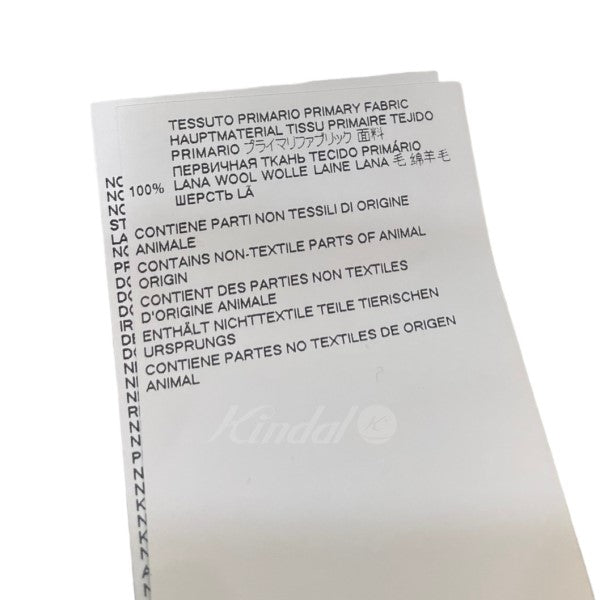 TESSUTO PRIMARIO PRIMARY FABRIC
HAUPTMATERIAL TISSU PRIMAIRE TEJIDO
PRIMARIO プライマリファブリック 面料
ПЕРВИЧНАЯ ТКАНЬ TECIDO PRIMÁRIO
100% LANA WOOL WOLLE LAINE LANA 毛 绵羊毛
ШЕРСТЬ LÃ
CONTIENE PARTI NON TESSILI DI ORIGINE
ANIMALE
CONTAINS NON-TEXTILE PARTS OF ANIMAL
ORIGIN
CONTIENT DES PARTIES NON TEXTILES
D'ORIGINE ANIMALE
ENTHÄLT NICHTTEXTILE TEILE TIERISCHEN
URSPRUNGS
CONTIENE PARTES NO TEXTILES DE ORIGEN
ANIMAL
Kindal